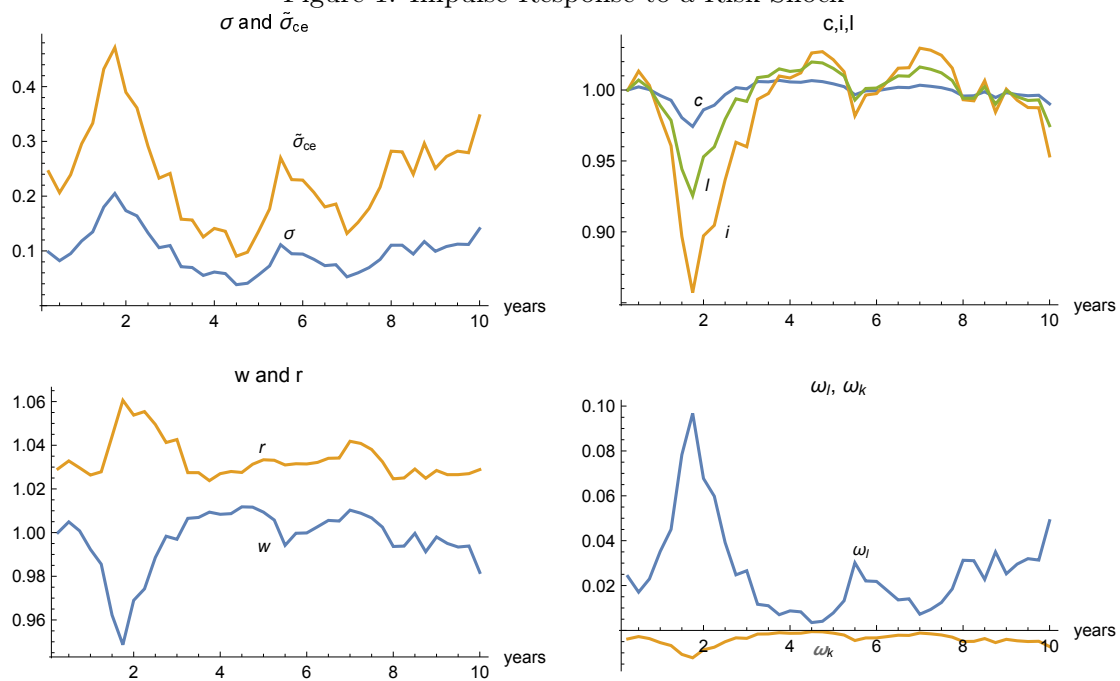 Figure 1: Impulse Response to a Risk Shock
σ and σ̃ce
0.4
0.3
0.2
0.1
σ̃ce
σ
2 4 6 8 10
years
c,i,l
1.00
0.95
0.90
c
l
i
2 4 6 8 10
years
w and r
1.06
1.04
1.02
1.00
0.98
0.96
r
w
2 4 6 8 10
years
ωl, ωk
0.10
0.08
0.06
0.04
0.02
ωl
ωk
2 4 6 8 10
years